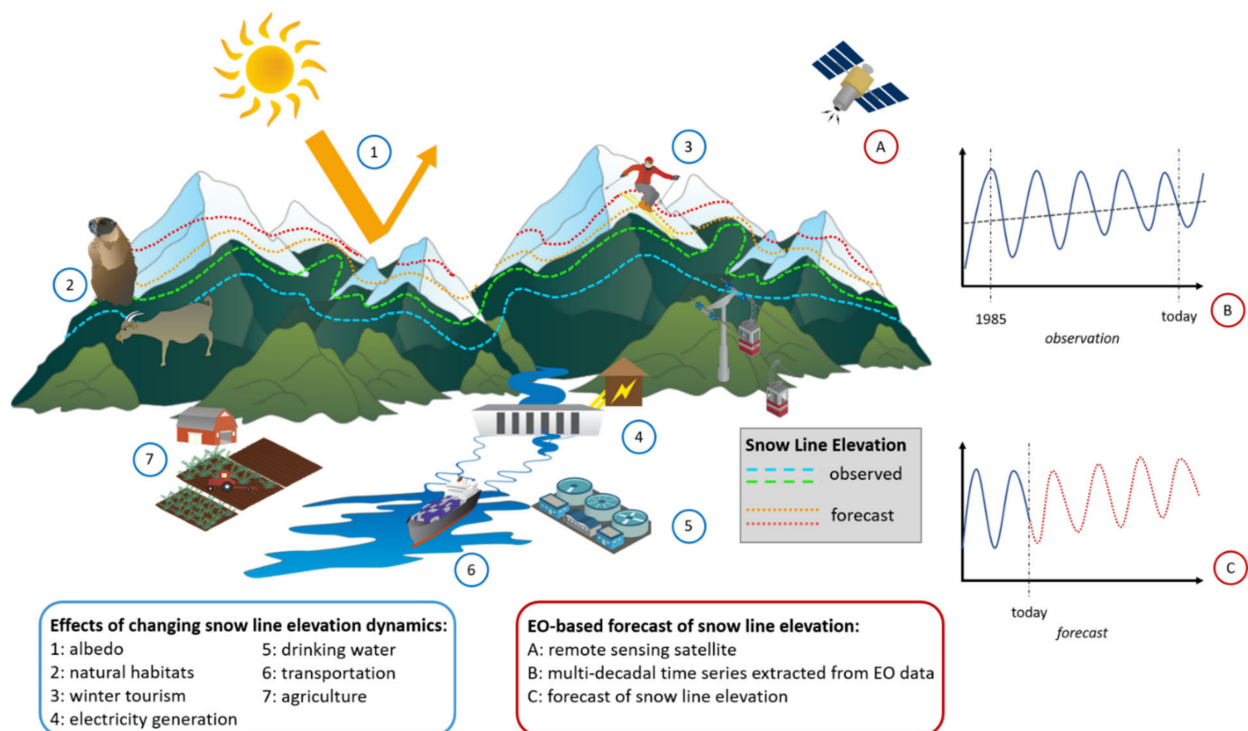 1
A
3
2
1985
today
B
observation
4
7
Snow Line Elevation
observed
forecast
5
6
C
today
forecast
Effects of changing snow line elevation dynamics:
1: albedo
2: natural habitats
3: winter tourism
4: electricity generation
5: drinking water
6: transportation
7: agriculture
EO-based forecast of snow line elevation:
A: remote sensing satellite
B: multi-decadal time series extracted from EO data
C: forecast of snow line elevation